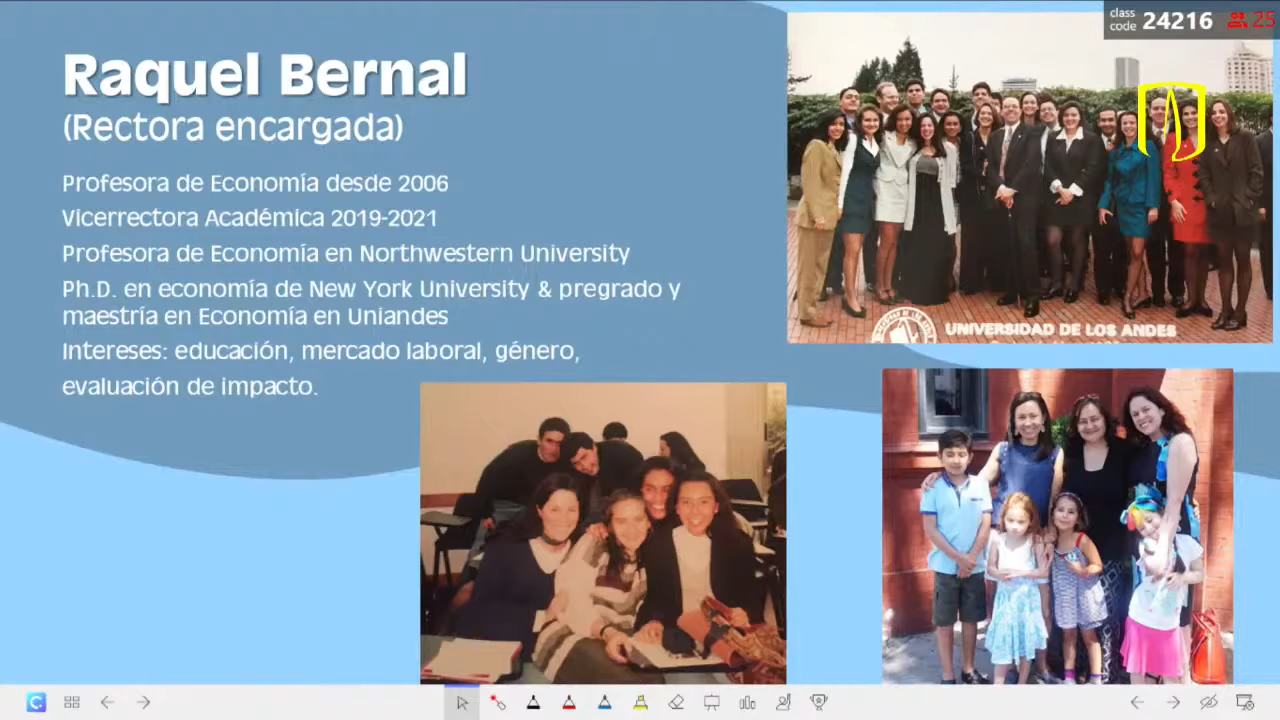 Raquel Bernal
(Rectora encargada)
Profesora de Economía desde 2006
Vicerrectora Académica 2019-2021
Profesora de Economía en Northwestern University
Ph.D. en economía de New York University & pregrado y
maestría en Economía en Uniandes
Intereses: educación, mercado laboral, género,
evaluación de impacto.
class
code 24216 25
UNIVERSIDAD DE LOS ANDES